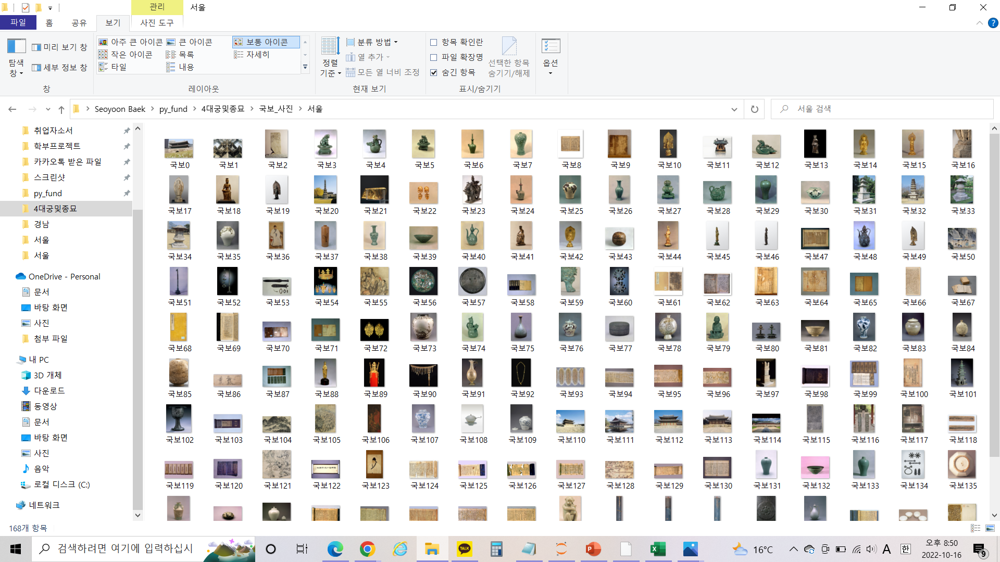 관리
서울
파일
홈
공유
보기
사진 도구
탐색 창
미리 보기 창
세부 정보 창
창
아주 큰 아이콘
큰 아이콘
보통 아이콘
작은 아이콘
목록
자세히
타일
내용
레이아웃
정렬 기준
분류 방법
열 추가
모든 열 너비 조정
현재 보기
항목 확인란
파일 확장명
숨긴 항목
선택한 항목 숨기기/해제
표시/숨기기
옵션
Seoyoon Baek
py_fund
4대궁및종묘
국보_사진
서울
서울 검색
취업자소서
학부프로젝트
카카오톡 받은 파일
스크린샷
py_fund
4대궁및종묘
경남
서울
서울
OneDrive - Personal
문서
바탕 화면
사진
첨부 파일
내 PC
3D 개체
다운로드
동영상
문서
바탕 화면
사진
음악
로컬 디스크 (C:)
네트워크
국보0 국보1 국보2 국보3 국보4 국보5 국보6 국보7 국보8 국보9 국보10 국보11 국보12 국보13 국보14 국보15 국보16
국보17 국보18 국보19 국보20 국보21 국보22 국보23 국보24 국보25 국보26 국보27 국보28 국보29 국보30 국보31 국보32 국보33
국보34 국보35 국보36 국보37 국보38 국보39 국보40 국보41 국보42 국보43 국보44 국보45 국보46 국보47 국보48 국보49 국보50
국보51 국보52 국보53 국보54 국보55 국보56 국보57 국보58 국보59 국보60 국보61 국보62 국보63 국보64 국보65 국보66 국보67
국보68 국보69 국보70 국보71 국보72 국보73 국보74 국보75 국보76 국보77 국보78 국보79 국보80 국보81 국보82 국보83 국보84
국보85 국보86 국보87 국보88 국보89 국보90 국보91 국보92 국보93 국보94 국보95 국보96 국보97 국보98 국보99 국보100 국보101
국보102 국보103 국보104 국보105 국보106 국보107 국보108 국보109 국보110 국보111 국보112 국보113 국보114 국보115 국보116 국보117 국보118
국보119 국보120 국보121 국보122 국보123 국보124 국보125 국보126 국보127 국보128 국보129 국보130 국보131 국보132 국보133 국보134 국보135
168개 항목
검색하려면 여기에 입력하십시
TALK
16°C
A
한
오후 8:50
2022-10-16
9